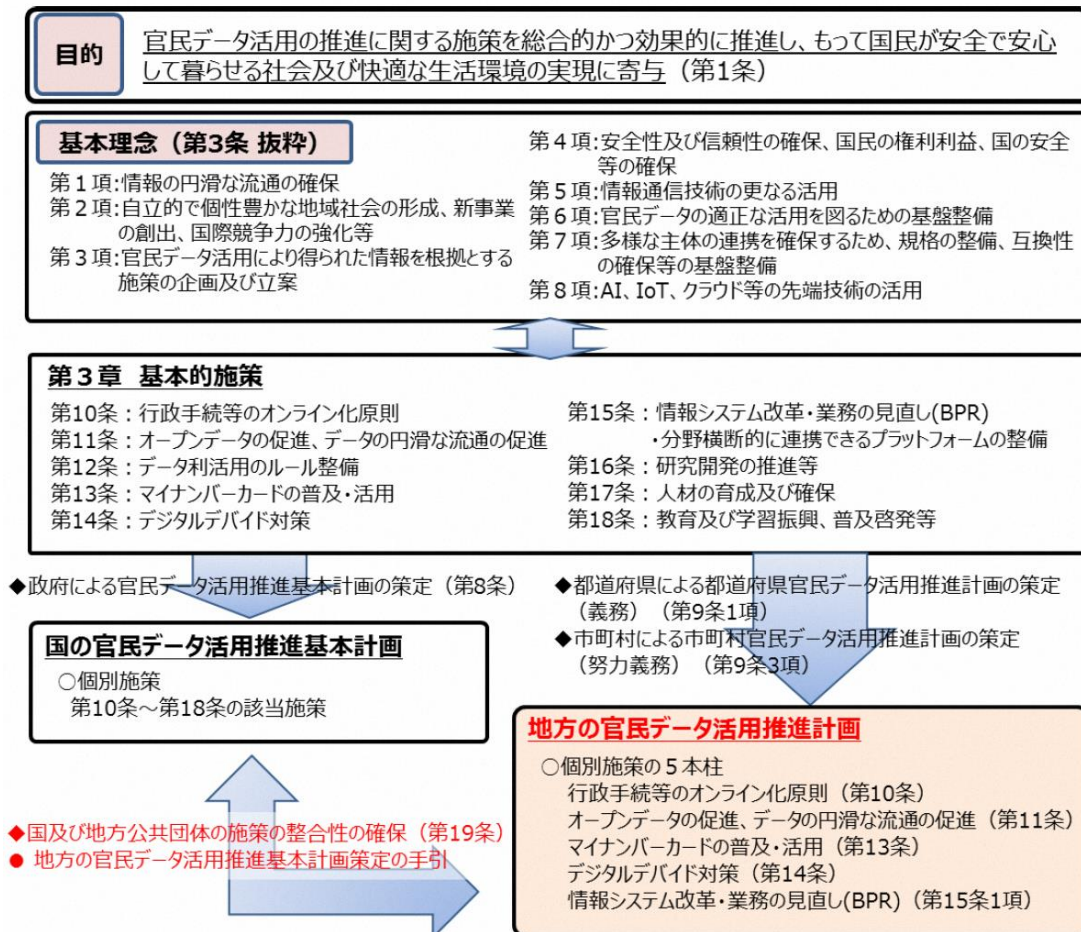 目的
官民データ活用の推進に関する施策を総合的かつ効果的に推進し、もって国民が安全で安心
して暮らせる社会及び快適な生活環境の実現に寄与（第1条）
基本理念（第3条 抜粋）
第１項:情報の円滑な流通の確保
第２項:自立的で個性豊かな地域社会の形成、新事業
の創出、国際競争力の強化等
第３項:官民データ活用により得られた情報を根拠とする
施策の企画及び立案
第４項:安全性及び信頼性の確保、国民の権利利益、国の安全
等の確保
第５項:情報通信技術の更なる活用
第６項:官民データの適正な活用を図るための基盤整備
第７項:多様な主体の連携を確保するため、規格の整備、互換性
の確保等の基盤整備
第８項:AI、IoT、クラウド等の先端技術の活用
第３章 基本的施策
第10条：行政手続等のオンライン化原則
第11条：オープンデータの促進、データの円滑な流通の促進
第12条：データ利活用のルール整備
第13条：マイナンバーカードの普及・活用
第14条：デジタルデバイド対策
第15条：情報システム改革・業務の見直し(BPR)
・分野横断的に連携できるプラットフォームの整備
第16条：研究開発の推進等
第17条：人材の育成及び確保
第18条：教育及び学習振興、普及啓発等
◆政府による官民データ活用推進基本計画の策定（第8条）
国の官民データ活用推進基本計画
○個別施策
第10条～第18条の該当施策
◆都道府県による都道府県官民データ活用推進計画の策定
（義務）（第9条1項）
◆市町村による市町村官民データ活用推進計画の策定
（努力義務）（第9条3項）
地方の官民データ活用推進計画
○個別施策の５本柱
行政手続等のオンライン化原則（第10条）
オープンデータの促進、データの円滑な流通の促進（第11条）
マイナンバーカードの普及・活用（第13条）
デジタルデバイド対策（第14条）
情報システム改革・業務の見直し(BPR)（第15条1項）
◆国及び地方公共団体の施策の整合性の確保（第19条）
● 地方の官民データ活用推進基本計画策定の手引